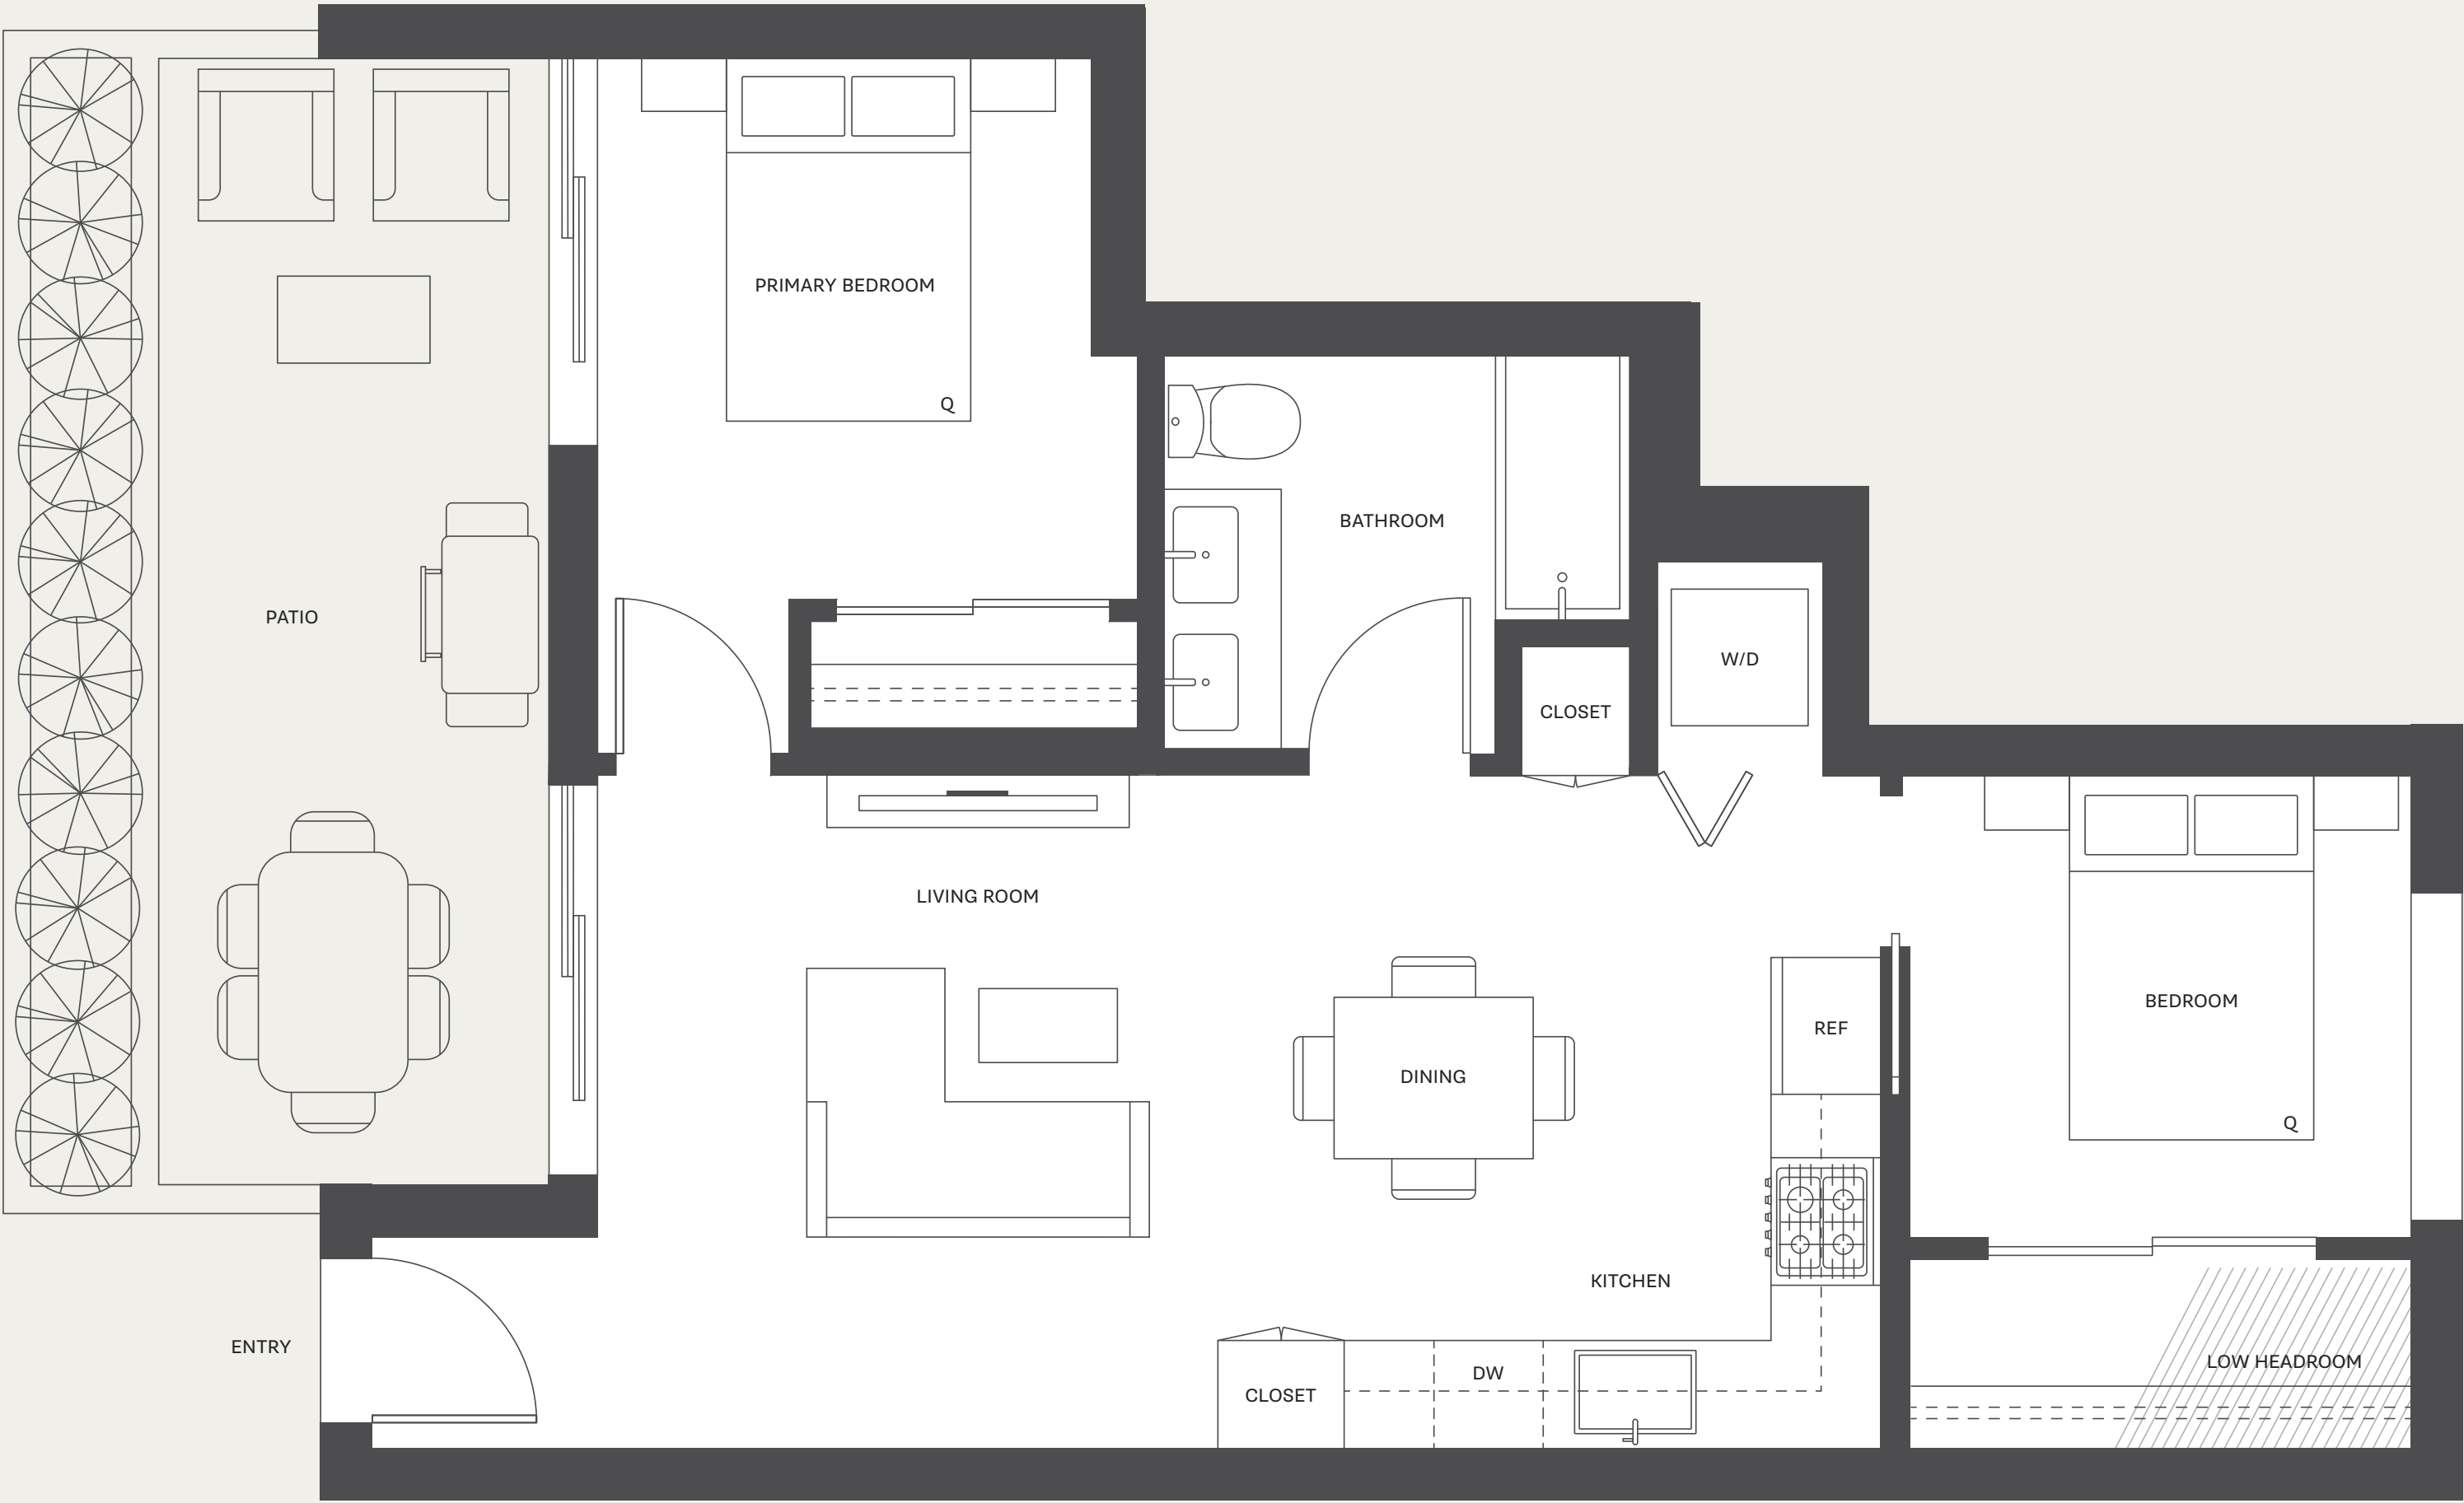 PRIMARY BEDROOM
Q
BATHROOM
PATIO
W/D
CLOSET
LIVING ROOM
BEDROOM
REF
DINING
Q
KITCHEN
ENTRY
LOW HEADROOM
DW
CLOSET